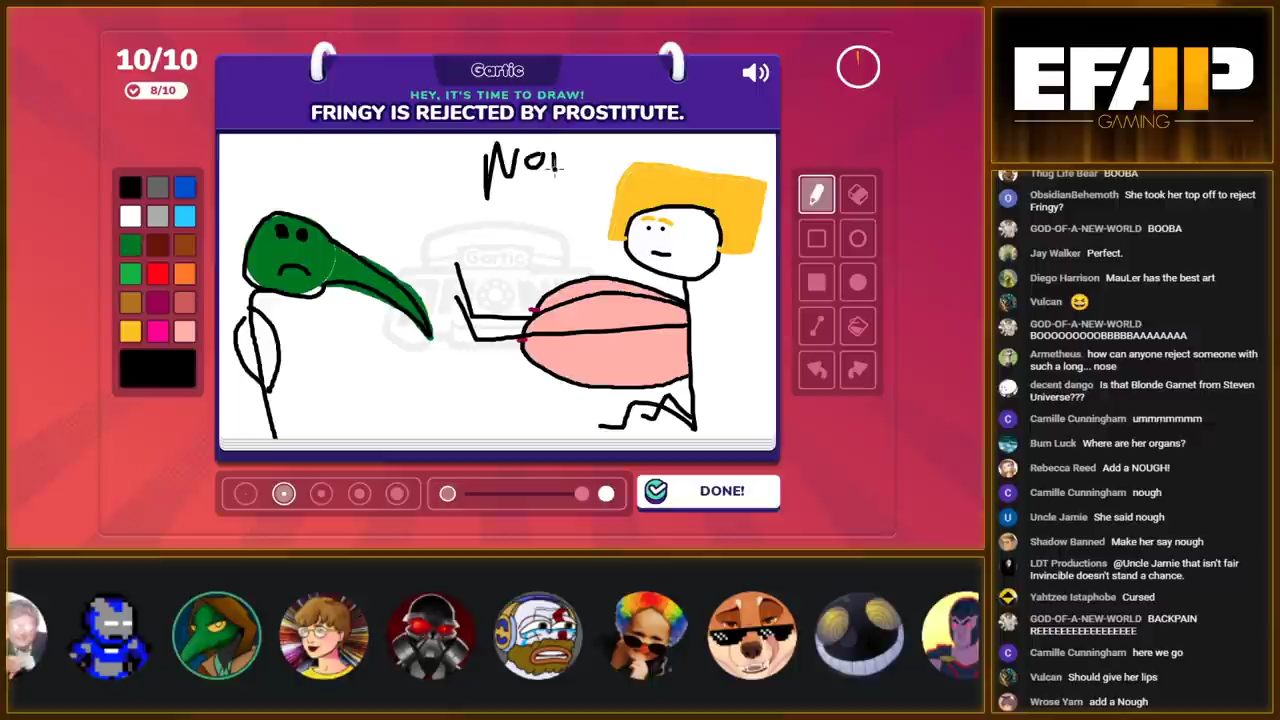 10/10
8/10
Gartic
HEY, IT'S TIME TO DRAW!
FRINGY IS REJECTED BY PROSTITUTE.
No!
Gartic
DONE!
EFAP
GAMING
Thug Life Bear BOOBA
ObsidianBehemoth She took her top off to reject
Fringy?
GOD-OF-A-NEW-WORLD BOOBA
Jay Walker Perfect.
Diego Harrison MauLer has the best art
Vulcan 😆
GOD-OF-A-NEW-WORLD
BOOOOOOOOOBBBBBAAAAAAAA
Armetheus how can anyone reject someone with
such a long... nose
decent dango Is that Blonde Garnet from Steven
Universe???
Camille Cunningham ummmmmmm
Bum Luck Where are her organs?
Rebecca Reed Add a NOUGH!
Camille Cunningham nough
Uncle Jamie She said nough
Shadow Banned Make her say nough
LDT Productions @Uncle Jamie that isn't fair
Invincible doesn't stand a chance.
Yahtzee Istaphobe Cursed
GOD-OF-A-NEW-WORLD BACKPAIN
REEEEEEEEEEEEEEEEE
Camille Cunningham here we go
Vulcan Should give her lips
Wrose Yarn add a Nough